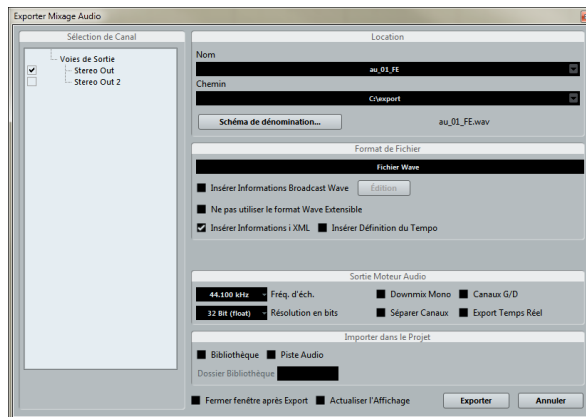 Exporter Mixage Audio
Sélection de Canal
Voies de Sortie
Stereo Out
Stereo Out 2
Location
Nom
au_01_FE
Chemin
C:\export
Schéma de dénomination...
au_01_FE.wav
Format de Fichier
Fichier Wave
Insérer Informations Broadcast Wave
Édition
Ne pas utiliser le format Wave Extensible
Insérer Informations i XML
Insérer Définition du Tempo
Sortie Moteur Audio
44.100 kHz
Fréq. d'éch.
Downmix Mono
Canaux G/D
32 Bit (float)
Résolution en bits
Séparer Canaux
Export Temps Réel
Importer dans le Projet
Bibliothèque
Piste Audio
Dossier Bibliothèque
Fermer fenêtre après Export
Actualiser l'Affichage
Exporter
Annuler